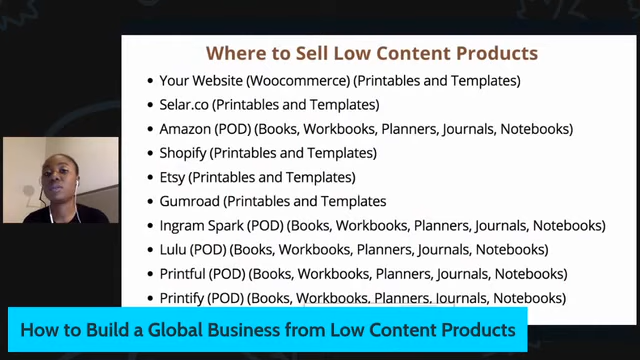 Where to Sell Low Content Products
• Your Website (Woocommerce) (Printables and Templates)
• Selar.co (Printables and Templates)
• Amazon (POD) (Books, Workbooks, Planners, Journals, Notebooks)
• Shopify (Printables and Templates)
• Etsy (Printables and Templates)
• Gumroad (Printables and Templates
• Ingram Spark (POD) (Books, Workbooks, Planners, Journals, Notebooks)
• Lulu (POD) (Books, Workbooks, Planners, Journals, Notebooks)
• Printful (POD) (Books, Workbooks, Planners, Journals, Notebooks)
• Printify (POD) (Books, Workbooks, Planners, Journals, Notebooks)
How to Build a Global Business from Low Content Products